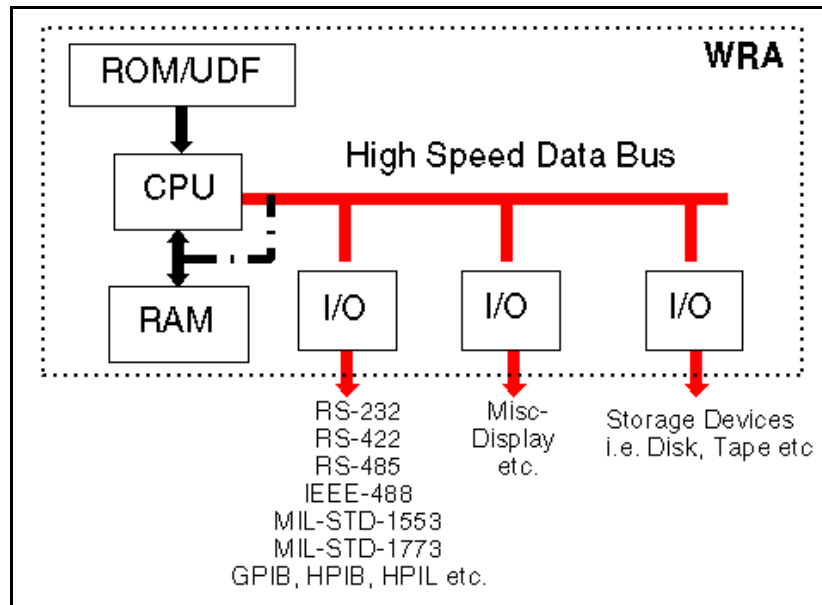 ROM/UDF
WRA
High Speed Data Bus
CPU
RAM
I/O
I/O
I/O
RS-232
RS-422
RS-485
IEEE-488
MIL-STD-1553
MIL-STD-1773
GPIB, HPIB, HPIL etc.
Misc-
Display
etc.
Storage Devices
i.e. Disk, Tape etc